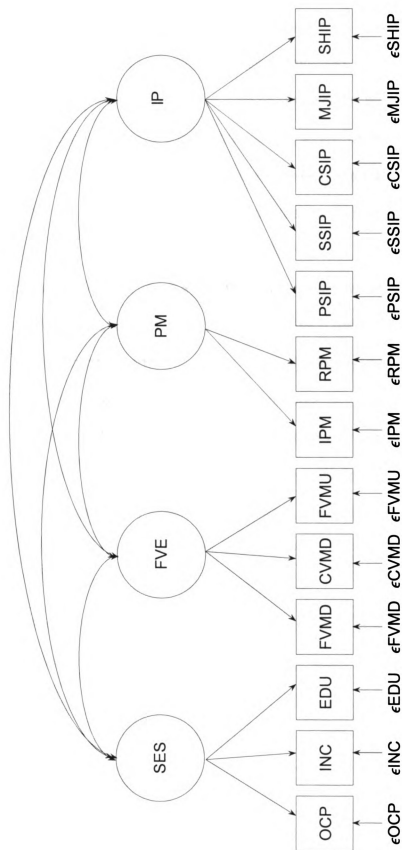 SES
FVE
PM
IP
OCP
INC
EDU
FVMD
CVMD
FVMU
IPM
RPM
PSIP
SSIP
CSIP
MJIP
SHIP
ϵOCP
ϵINC
ϵEDU
ϵFVMD
ϵCVMD
ϵFVMU
ϵIPM
ϵRPM
ϵPSIP
ϵSSIP
ϵCSIP
ϵMJIP
ϵSHIP